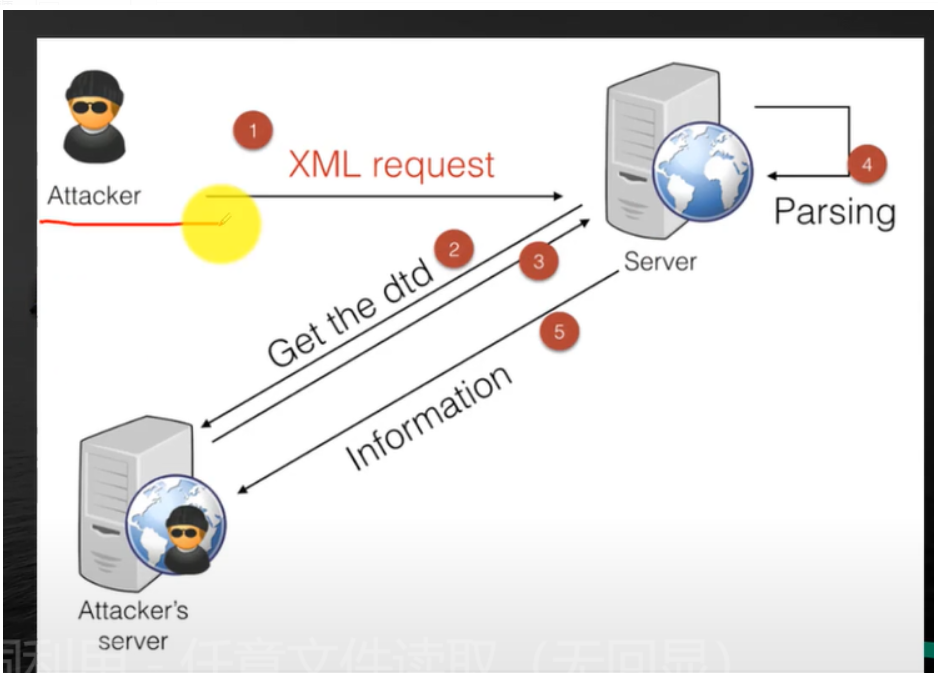 1
XML request
Attacker
4
Parsing
2
3
Server
Get the dtd
5
Information
Attacker's
server
利用 - 任意文件读取（无回显）